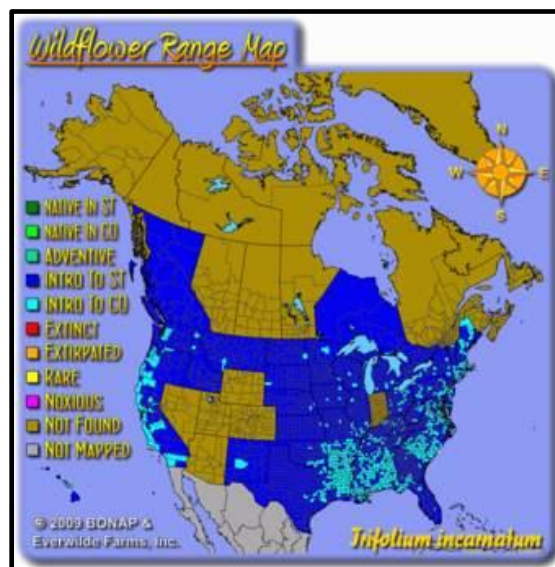 Wildflower Range Map
N
W E
S
Native In ST
Native In CO
Adventive
Intro To ST
Intro To CO
Extinct
Extirpated
Rare
Noxious
Not Found
Not Mapped
© 2009 BONAP &
Everwilde Farms, Inc.
Trifolium incarnatum